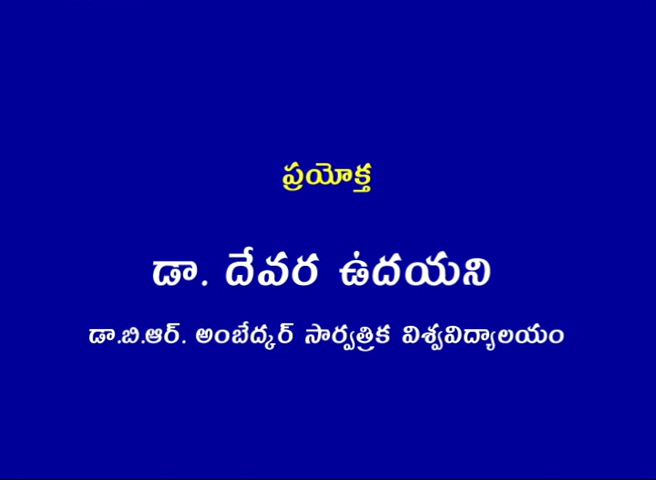 ప్రయోక్త
డా. దేవర ఉదయని
డా.బి.ఆర్. అంబేద్కర్ సార్వత్రిక విశ్వవిద్యాలయం